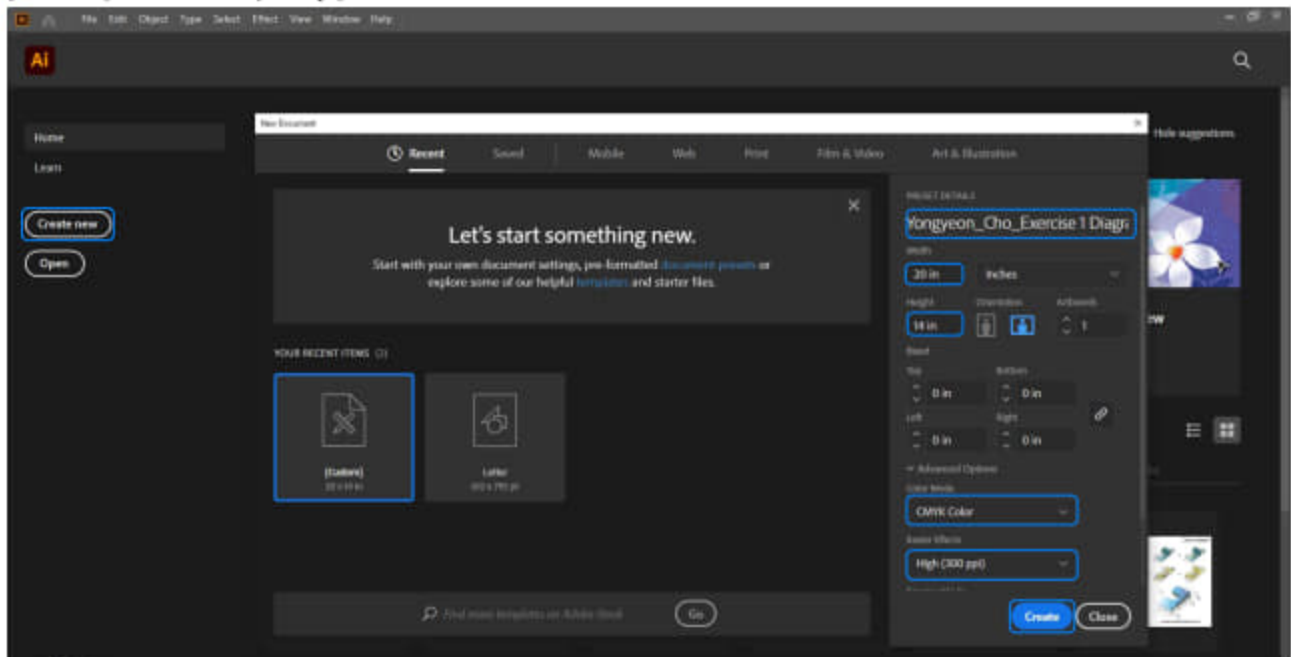 File Edit Object Type Select Effect View Window Help
Ai
Home
Learn
Create new
Open
New Document
Hide suggestions
Recent Saved Mobile Web Print Film & Video Art & Illustration
Let's start something new.
Start with your own document settings, pre-formatted document presets or
explore some of our helpful templates and starter files.
YOUR RECENT ITEMS (2)
[Custom]
Letter
Find more templates on Adobe Stock
Go
PRESET DETAILS
Yongyeon_Cho_Exercise 1 Diagr
Width
20 in Inches
Height Orientation Artboards
14 in 1
Bleed
Top Bottom
0 in 0 in
Left Right
0 in 0 in
Advanced Options
Color Mode
CMYK Color
Raster Effects
High (300 ppi)
Create Close